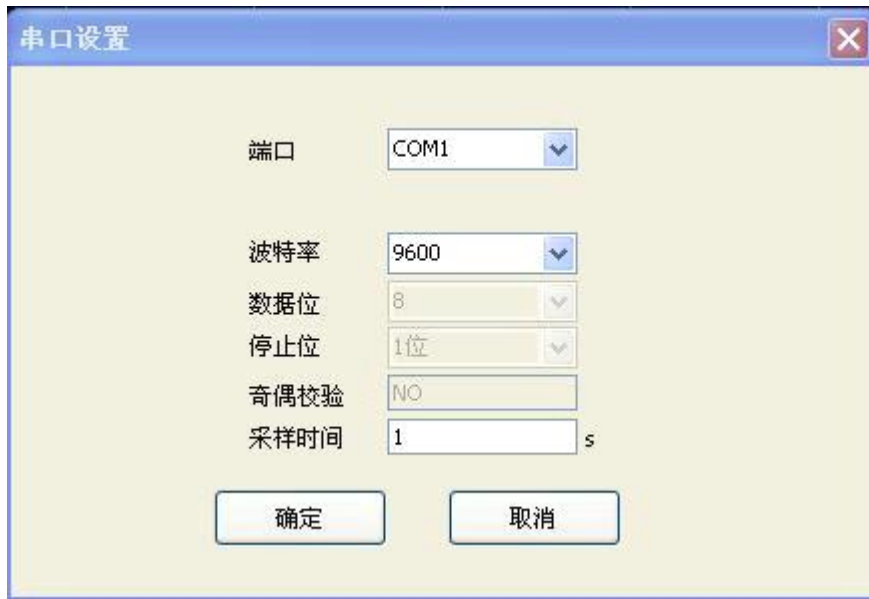 串口设置
端口 COM1
波特率 9600
数据位 8
停止位 1位
奇偶校验 NO
采样时间 1 s
确定 取消